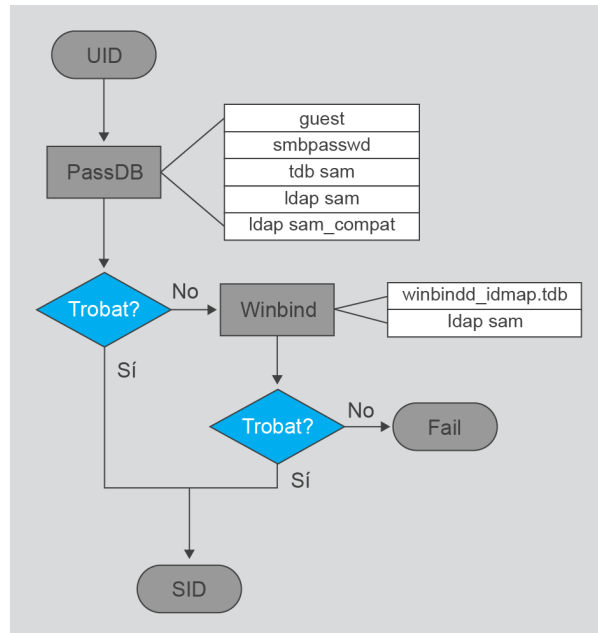 UID
PassDB
guest
smbpasswd
tdb sam
ldap sam
ldap sam_compat
Trobat?
No
Winbind
winbindd_idmap.tdb
ldap sam
Sí
Trobat?
No
Fail
Sí
SID